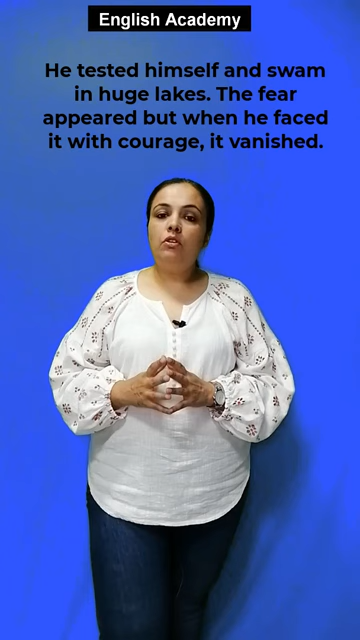 English Academy
He tested himself and swam
in huge lakes. The fear
appeared but when he faced
it with courage, it vanished.